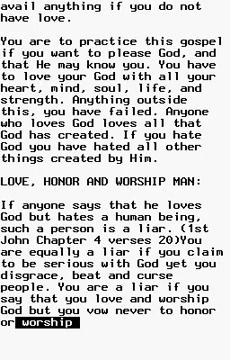 avail anything if you do not
have love.
You are to practice this gospel
if you want to please God, and
that He may know you. You have
to love your God with all your
heart, mind, soul, life, and
strength. Anything outside
this, you have failed. Anyone
who loves God loves all that
God has created. If you hate
God you have hated all other
things created by Him.
LOVE, HONOR AND WORSHIP MAN:
If anyone says that he loves
God but hates a human being,
such a person is a liar. (1st
John Chapter 4 verses 20)You
are equally a liar if you claim
to be serious with God yet you
disgrace, beat and curse
people. You are a liar if you
say that you love and worship
God but you vow never to honor
or worship